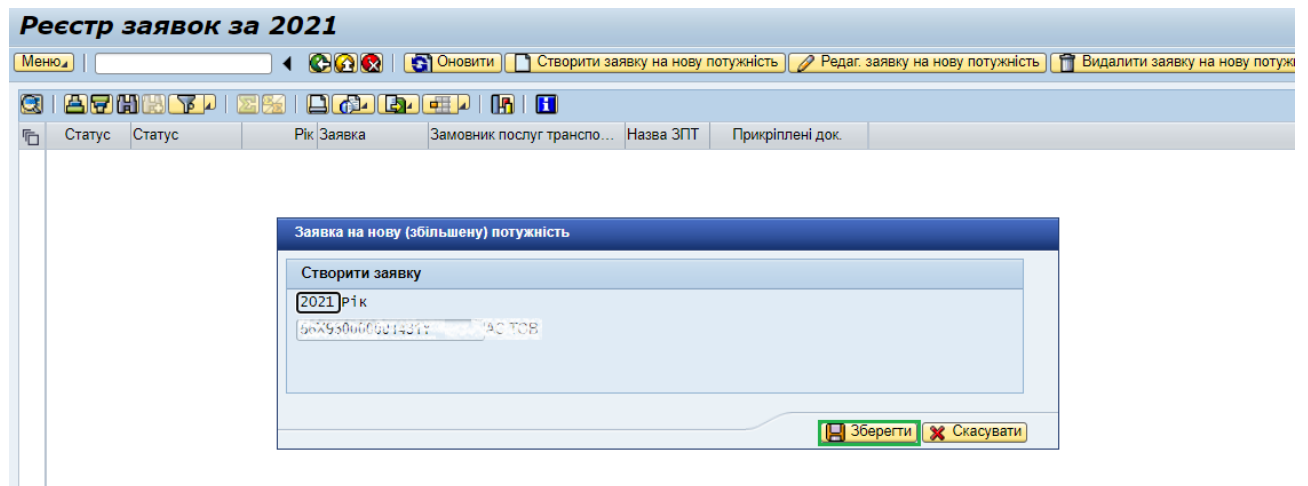 Реєстр заявок за 2021
Меню Оновити Створити заявку на нову потужність Редаг. заявку на нову потужність Видалити заявку на нову
Статус Статус Рік Заявка Замовник послуг транспо... Назва ЗПТ Прикріплені док.
Заявка на нову (збільшену) потужність
Створити заявку
2021 Рік
ТОВ
Зберегти Скасувати